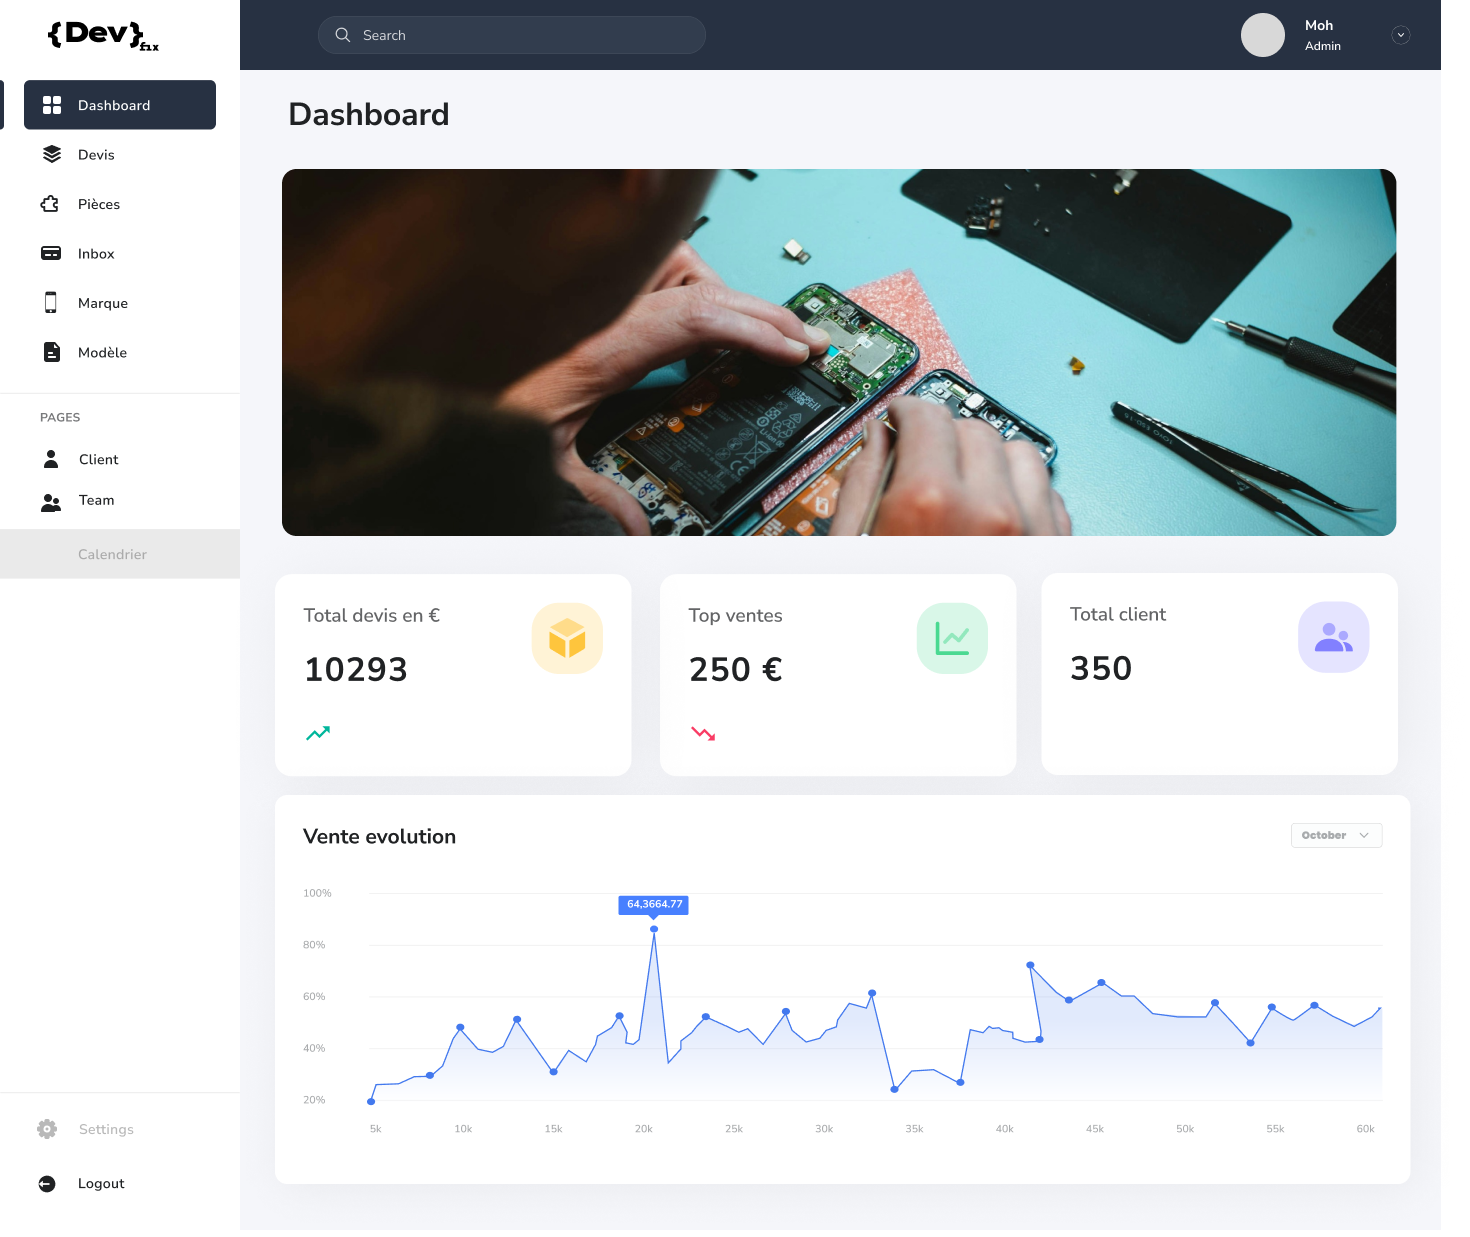 {Dev}fix
Search
Moh
Admin
Dashboard
Devis
Pièces
Inbox
Marque
Modèle
PAGES
Client
Team
Calendrier
Settings
Logout
Dashboard
Total devis en €
10293
Top ventes
250 €
Total client
350
Vente evolution
October
100%
80%
60%
40%
20%
64,3664.77
5k 10k 15k 20k 25k 30k 35k 40k 45k 50k 55k 60k